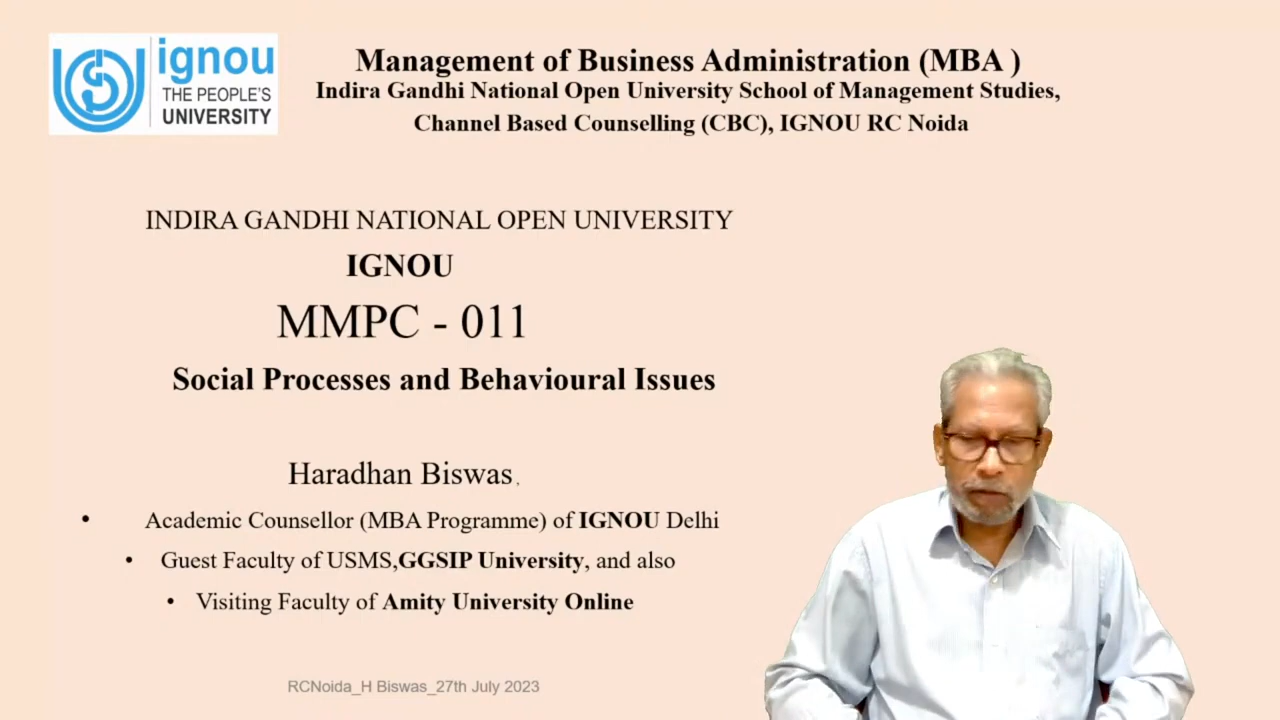 ignou
THE PEOPLE'S
UNIVERSITY
Management of Business Administration (MBA )
Indira Gandhi National Open University School of Management Studies,
Channel Based Counselling (CBC), IGNOU RC Noida
INDIRA GANDHI NATIONAL OPEN UNIVERSITY
IGNOU
MMPC - 011
Social Processes and Behavioural Issues
Haradhan Biswas.
• Academic Counsellor (MBA Programme) of IGNOU Delhi
• Guest Faculty of USMS,GGSIP University, and also
• Visiting Faculty of Amity University Online
RCNoida_H Biswas_27th July 2023